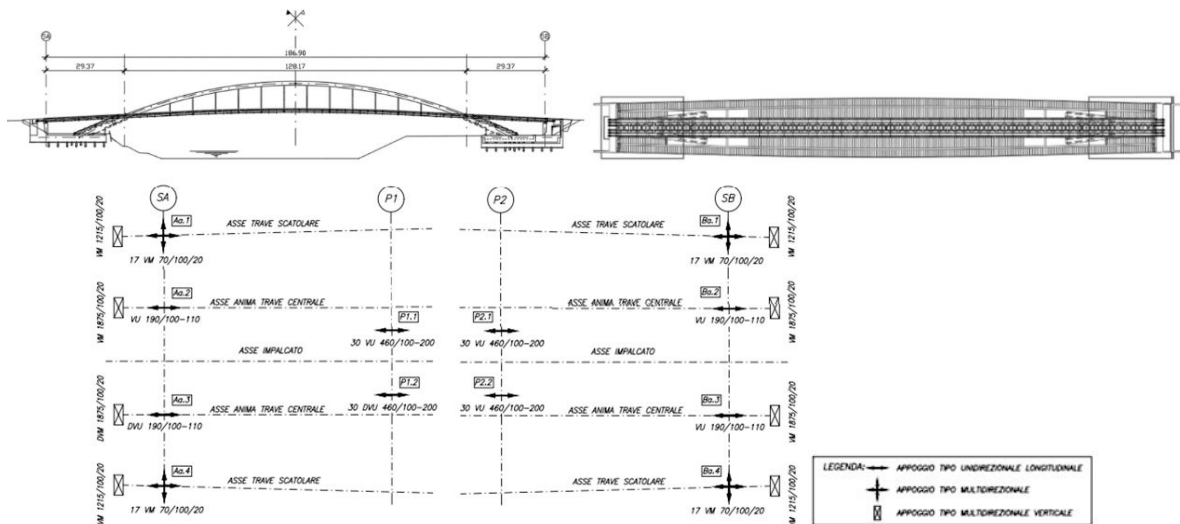 SA
SB
186.90
29.37
128.17
29.37
SA
P1
P2
SB
VM 1215/100/20
Aa.1
ASSE TRAVE SCATOLARE
ASSE TRAVE SCATOLARE
Ba.1
VM 1215/100/20
17 VM 70/100/20
17 VM 70/100/20
VM 1875/100/20
Aa.2
ASSE ANIMA TRAVE CENTRALE
ASSE ANIMA TRAVE CENTRALE
Ba.2
VM 1875/100/20
VU 190/100-110
P1.1
P2.1
VU 190/100-110
30 VU 460/100-200
30 VU 460/100-200
ASSE IMPALCATO
ASSE IMPALCATO
P1.2
P2.2
DVM 1875/100/20
Aa.3
ASSE ANIMA TRAVE CENTRALE
30 DVU 460/100-200
30 VU 460/100-200
ASSE ANIMA TRAVE CENTRALE
Ba.3
VM 1875/100/20
DVU 190/100-110
VU 190/100-110
VM 1215/100/20
Aa.4
ASSE TRAVE SCATOLARE
ASSE TRAVE SCATOLARE
Ba.4
VM 1215/100/20
17 VM 70/100/20
17 VM 70/100/20
LEGENDA:
APPOGGIO TIPO UNIDIREZIONALE LONGITUDINALE
APPOGGIO TIPO MULTIDIREZIONALE
APPOGGIO TIPO MULTIDIREZIONALE VERTICALE